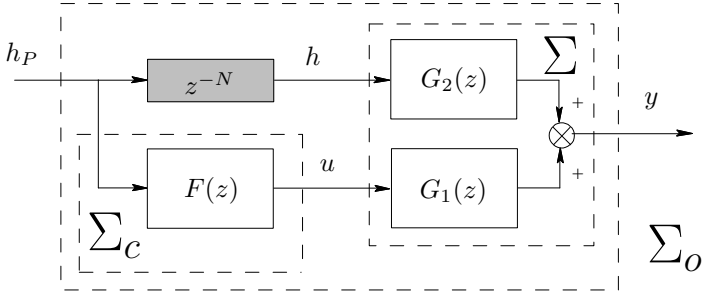 h_P
z^{-N}
h
G_2(z)
Σ
+
y
F(z)
u
G_1(z)
+
Σ_c
Σ_o